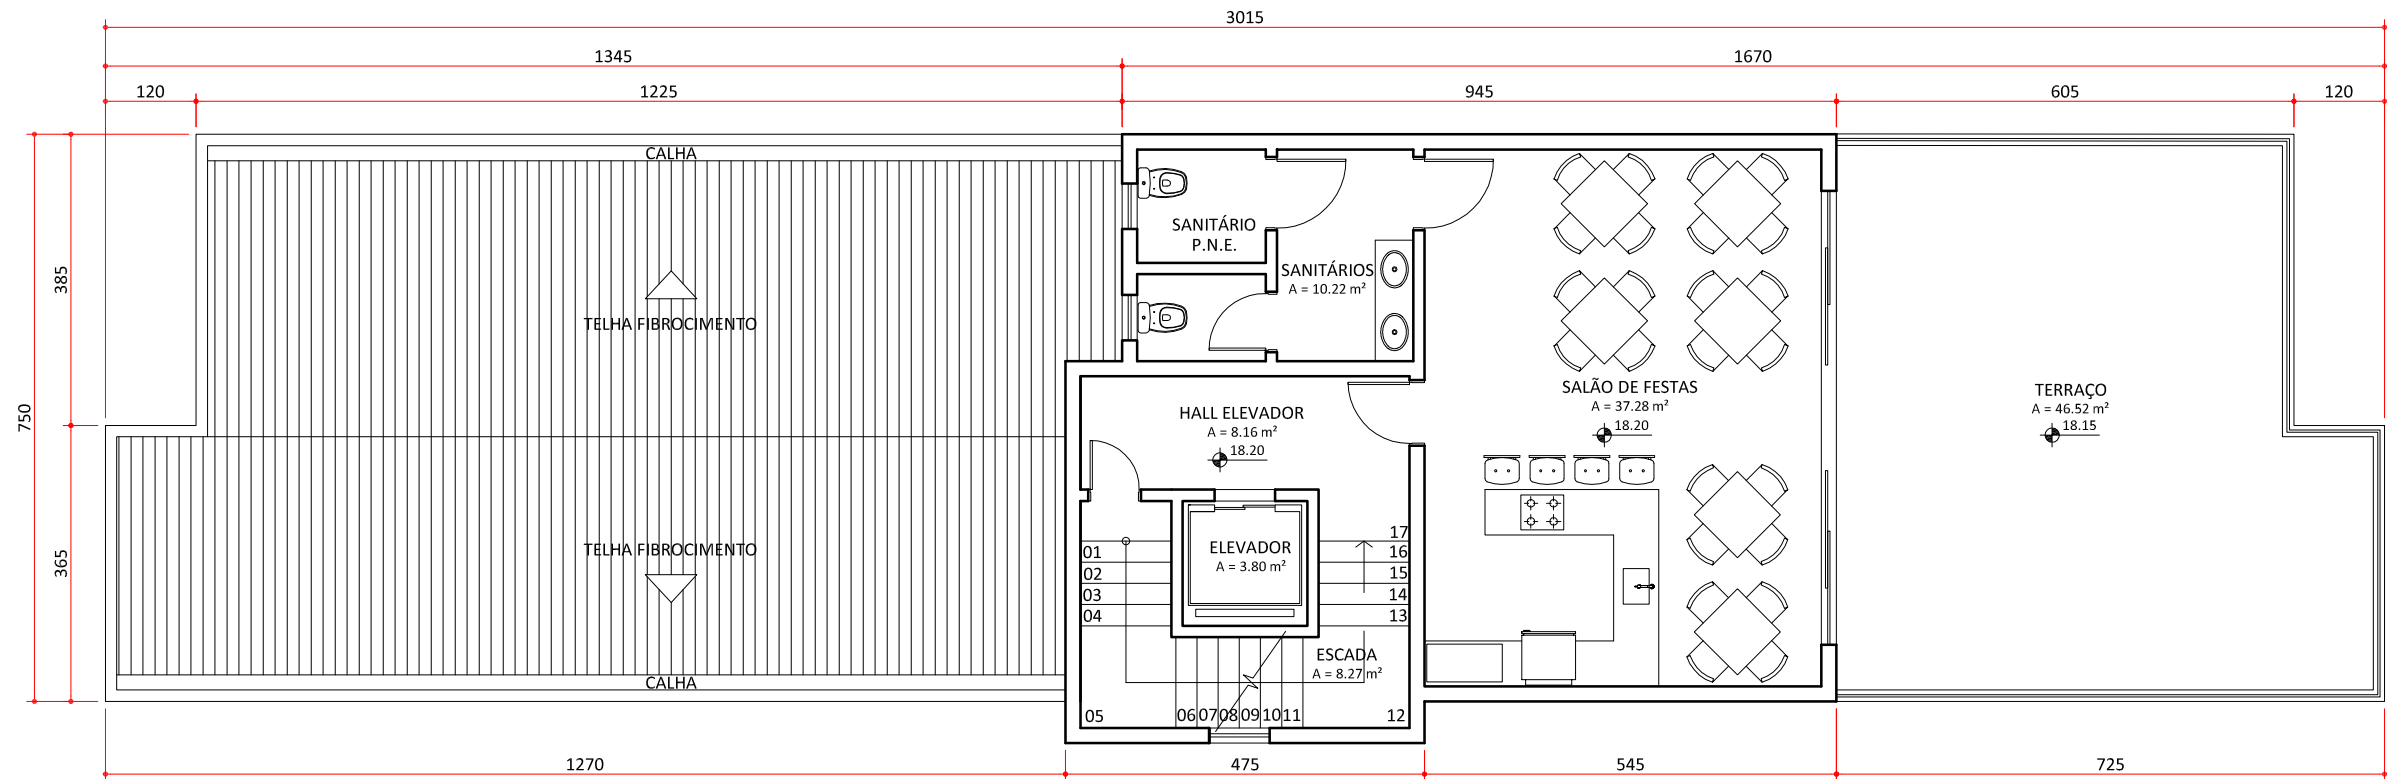 3015
1345
1670
120
1225
945
605
120
CALHA
SANITÁRIO
P.N.E.
SANITÁRIOS
A = 10.22 m²
385
TELHA FIBROCIMENTO
750
SALÃO DE FESTAS
A = 37.28 m²
18.20
TERRAÇO
A = 46.52 m²
18.15
HALL ELEVADOR
A = 8.16 m²
18.20
365
TELHA FIBROCIMENTO
ELEVADOR
A = 3.80 m²
01
02
03
04
17
16
15
14
13
ESCADA
A = 8.27 m²
CALHA
05
06
07
08
09
10
11
12
1270
475
545
725